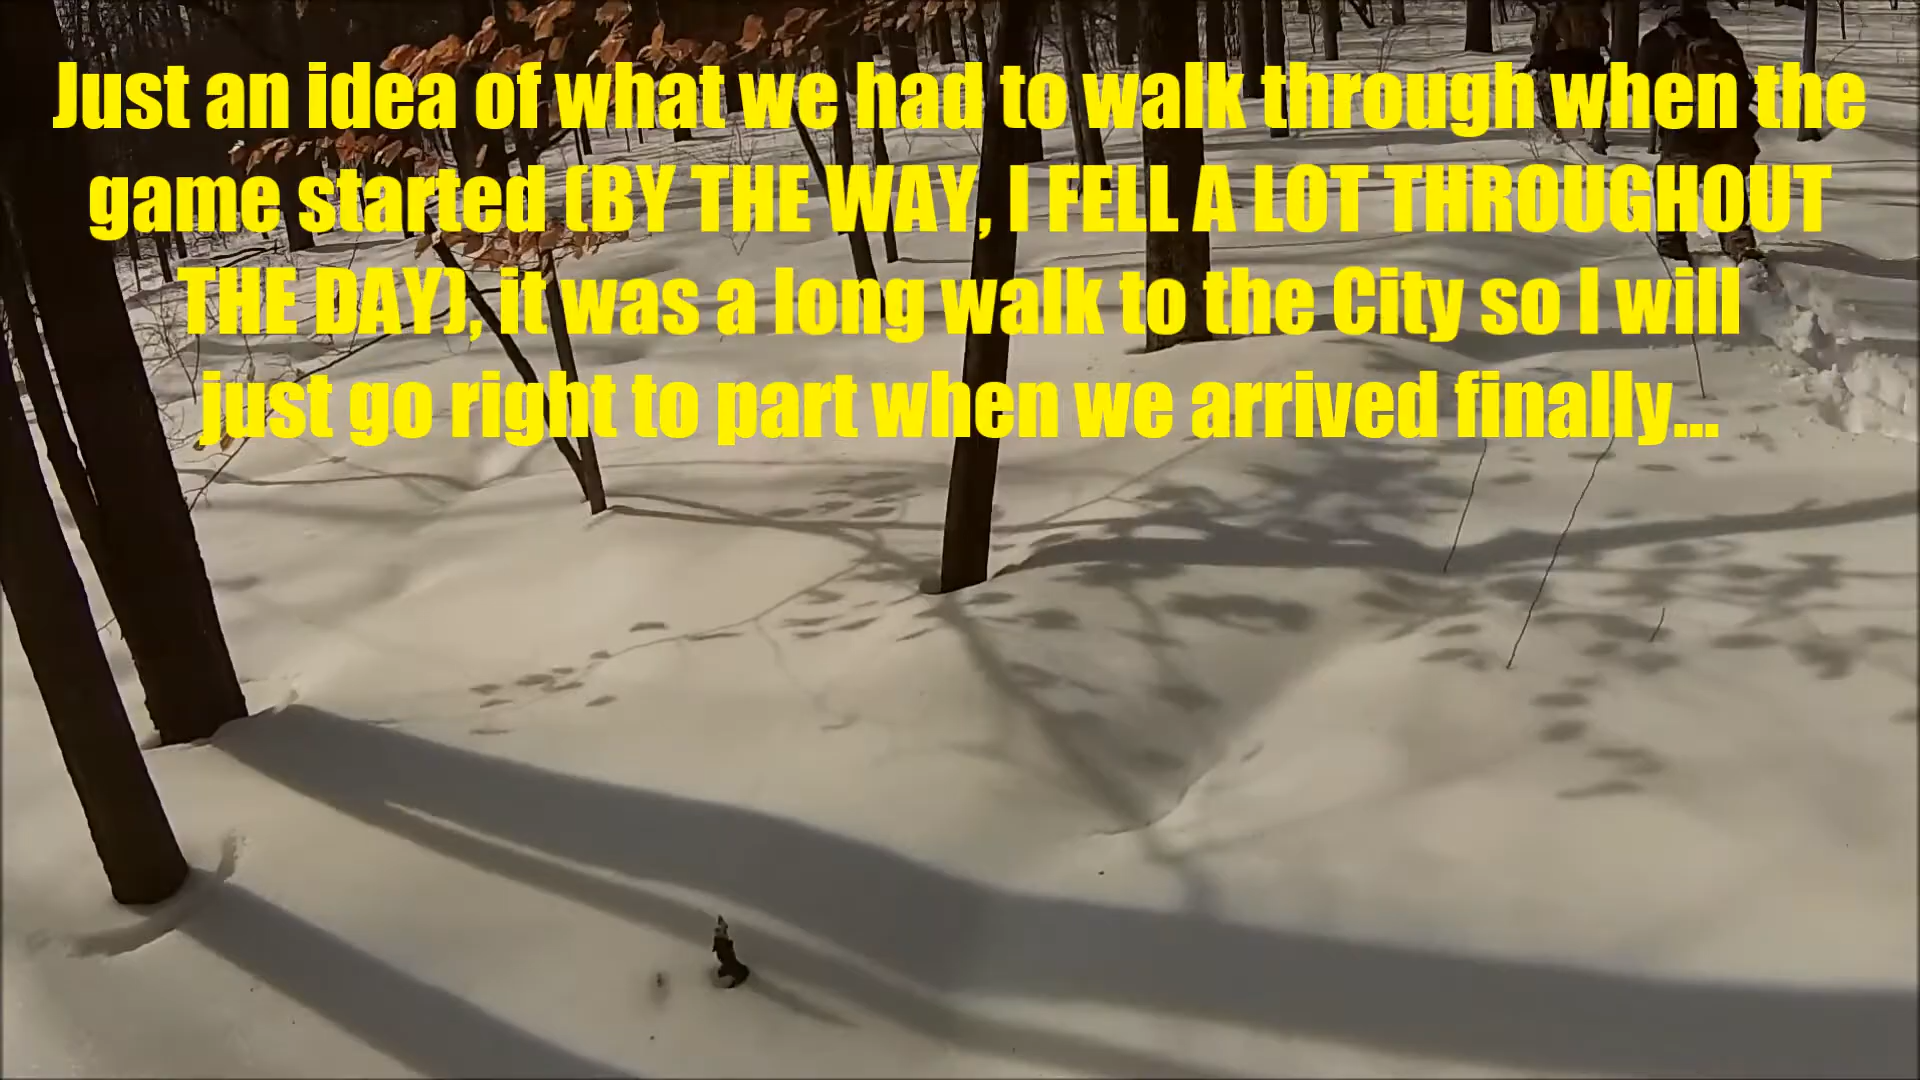 Just an idea of what we had to walk through when the
game started (BY THE WAY, I FELL A LOT THROUGHOUT
THE DAY), it was a long walk to the City so I will
just go right to part when we arrived finally...